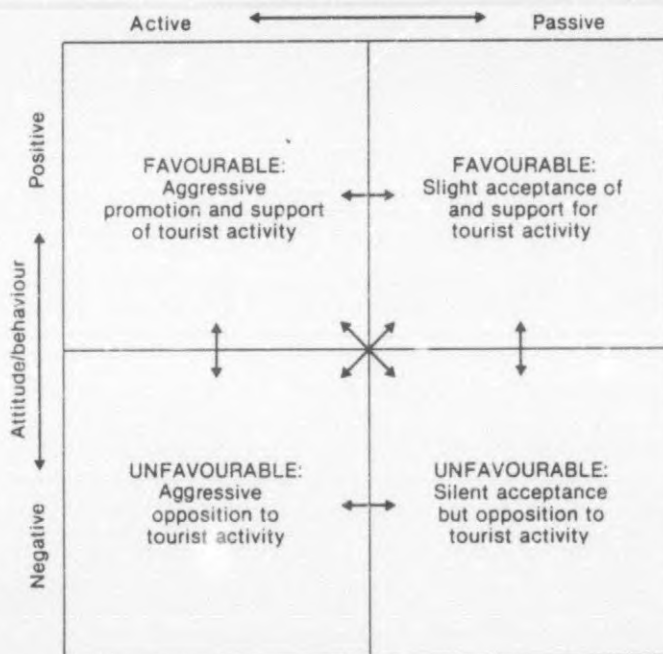 Active
Passive
Positive
Attitude/behaviour
Negative
FAVOURABLE:
Aggressive
promotion and support
of tourist activity
FAVOURABLE:
Slight acceptance of
and support for
tourist activity
UNFAVOURABLE:
Aggressive
opposition to
tourist activity
UNFAVOURABLE:
Silent acceptance
but opposition to
tourist activity